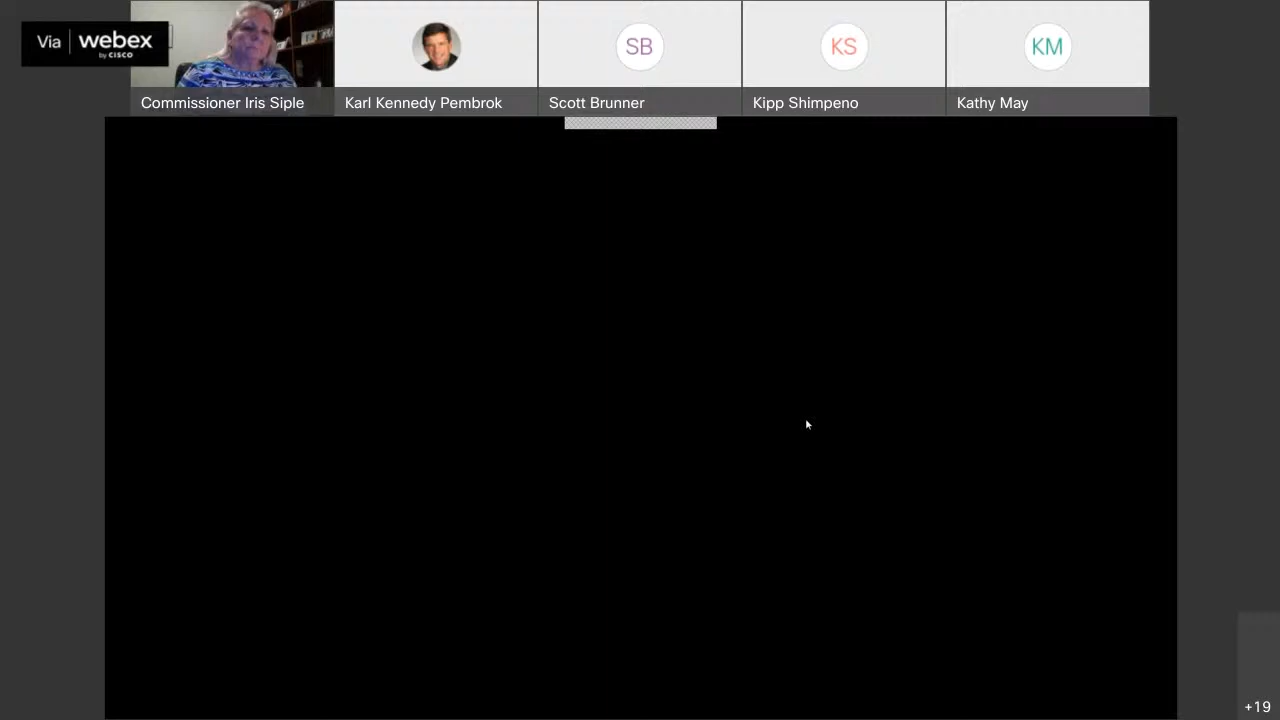 Via webex
by CISCO
SB
KS
KM
Commissioner Iris Siple
Karl Kennedy Pembrok
Scott Brunner
Kipp Shimpeno
Kathy May
+19